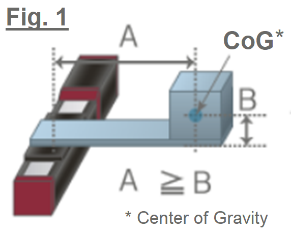 Fig. 1
A
CoG*
B
A ≧ B
* Center of Gravity